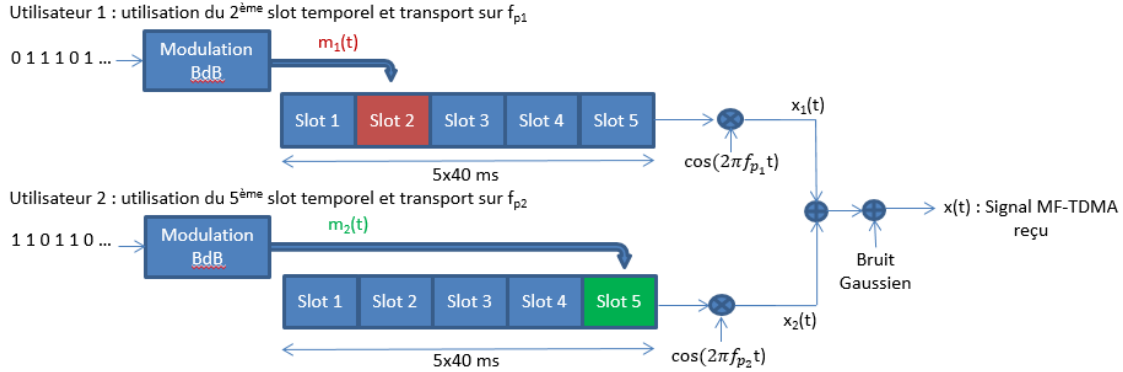 Utilisateur 1 : utilisation du 2ème slot temporel et transport sur fp1
0 1 1 1 0 1 ...
Modulation
BdB
m1(t)
Slot 1 Slot 2 Slot 3 Slot 4 Slot 5
x1(t)
cos(2πfp1t)
5x40 ms
Utilisateur 2 : utilisation du 5ème slot temporel et transport sur fp2
1 1 0 1 1 0 ...
Modulation
BdB
m2(t)
x(t) : Signal MF-TDMA
reçu
Bruit
Gaussien
Slot 1 Slot 2 Slot 3 Slot 4 Slot 5
x2(t)
cos(2πfp2t)
5x40 ms